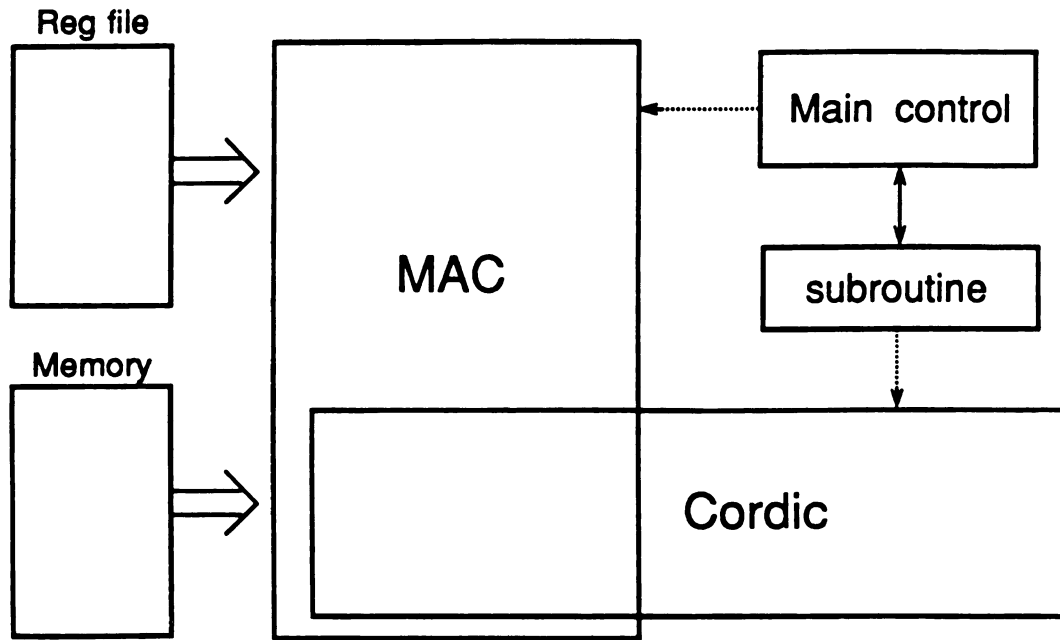 Reg file
Main control
MAC
subroutine
Memory
Cordic